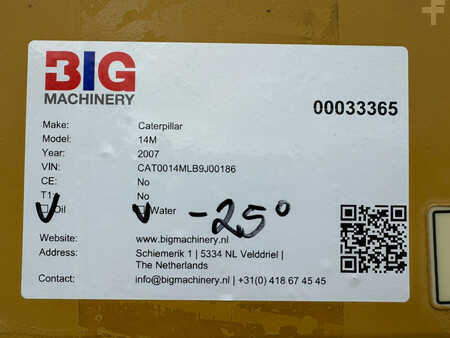 BIG
MACHINERY
00033365
Make: Caterpillar
Model: 14M
Year: 2007
VIN: CAT0014MLB9J00186
CE: No
T1: No
Oil Water -25°
Website: www.bigmachinery.nl
Address: Schiemerik 1 | 5334 NL Velddriel |
The Netherlands
Contact: info@bigmachinery.nl | +31(0) 418 67 45 45